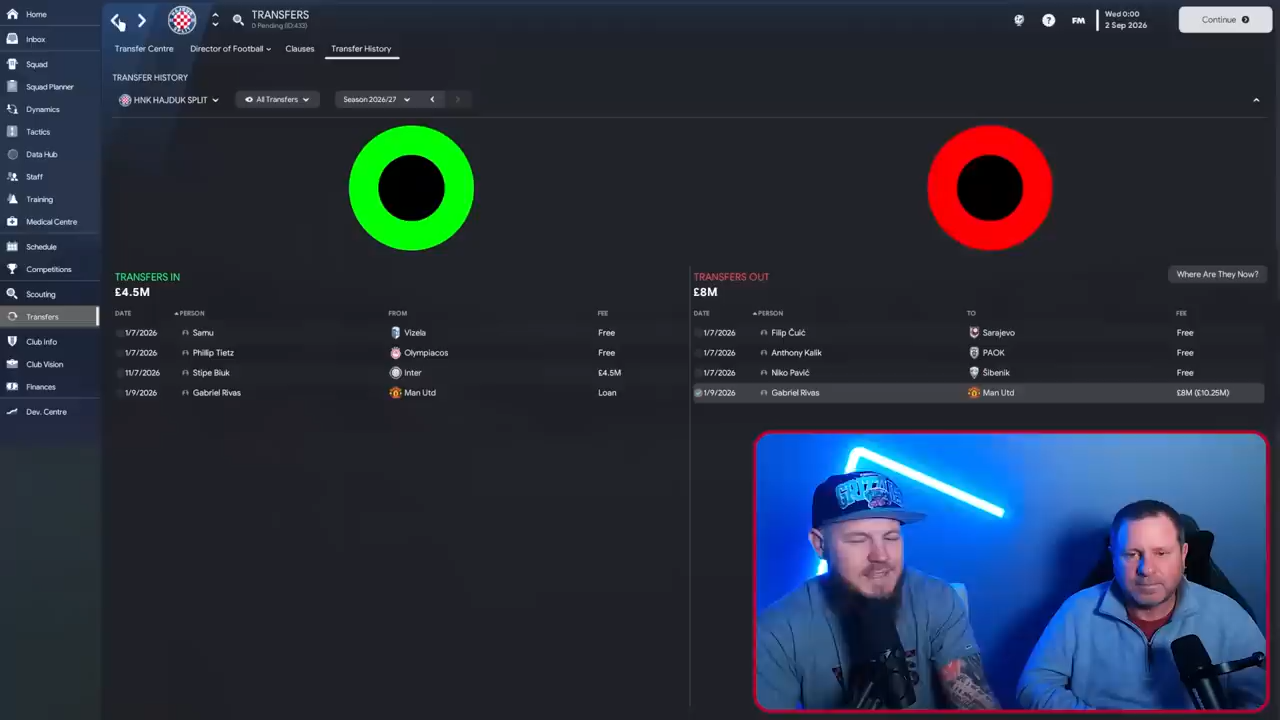 Home
Inbox
Squad
Squad Planner
Dynamics
Tactics
Data Hub
Staff
Training
Medical Centre
Schedule
Competitions
Scouting
Transfers
Club Info
Club Vision
Finances
Dev. Centre
TRANSFERS
0 Pending (ID:433)
FM
Wed 0:00
2 Sep 2026
Continue
Transfer Centre
Director of Football
Clauses
Transfer History
TRANSFER HISTORY
HNK HAJDUK SPLIT
All Transfers
Season 2026/27
TRANSFERS IN
£4.5M
DATE PERSON FROM FEE
1/7/2026 Samu Vizela Free
1/7/2026 Phillip Tietz Olympiacos Free
11/7/2026 Stipe Biuk Inter £4.5M
1/9/2026 Gabriel Rivas Man Utd Loan
TRANSFERS OUT
£8M
Where Are They Now?
DATE PERSON TO FEE
1/7/2026 Filip Čuić Sarajevo Free
1/7/2026 Anthony Kalik PAOK Free
1/7/2026 Niko Pavić Šibenik Free
1/9/2026 Gabriel Rivas Man Utd £8M (£10.25M)